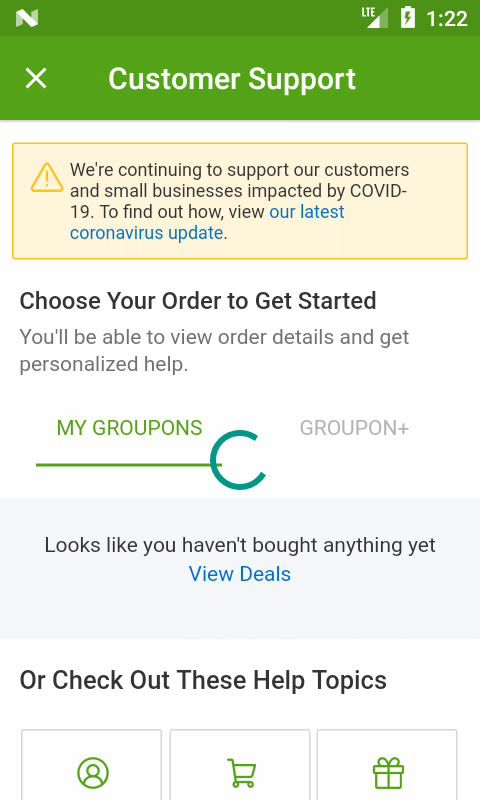 LTE 1:22
Customer Support
We're continuing to support our customers
and small businesses impacted by COVID-
19. To find out how, view our latest
coronavirus update.
Choose Your Order to Get Started
You'll be able to view order details and get
personalized help.
MY GROUPONS GROUPON+
Looks like you haven't bought anything yet
View Deals
Or Check Out These Help Topics